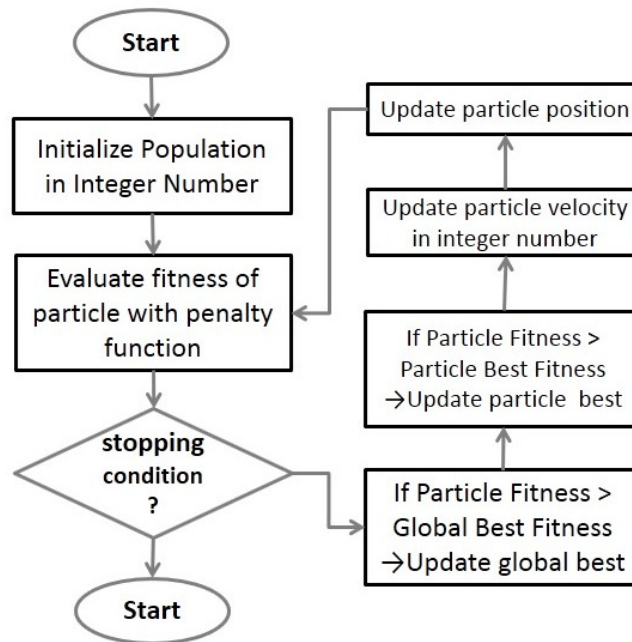 Start
Initialize Population
in Integer Number
Evaluate fitness of
particle with penalty
function
stopping
condition
?
Start
If Particle Fitness >
Global Best Fitness
→Update global best
If Particle Fitness >
Particle Best Fitness
→Update particle best
Update particle velocity
in integer number
Update particle position